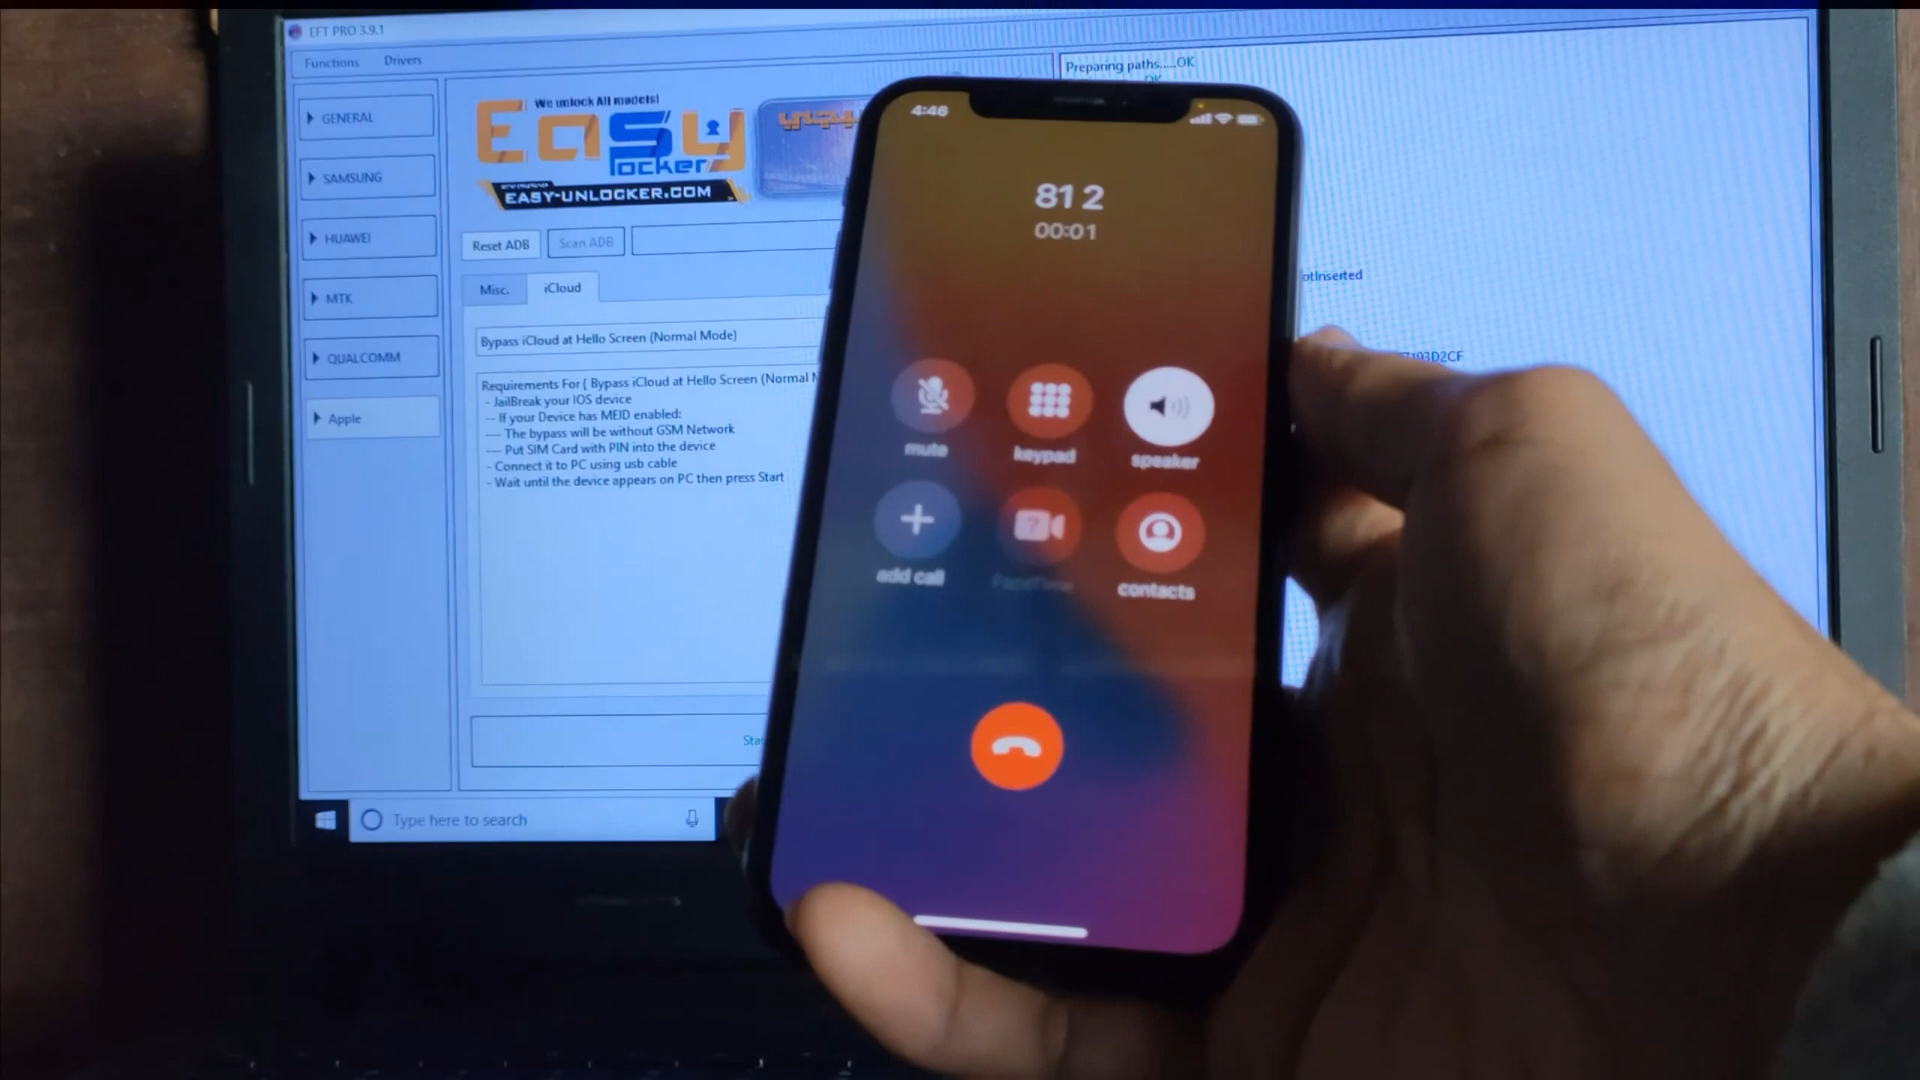 EFT PRO 3.9.1
Functions Drivers
GENERAL
SAMSUNG
HUAWEI
MTK
QUALCOMM
Apple
We unlock All models!
Easy
locker
EASY-UNLOCKER.COM
Reset ADB Scan ADB
Misc. iCloud
Bypass iCloud at Hello Screen (Normal Mode)
Requirements For { Bypass iCloud at Hello Screen (Normal M
- JailBreak your IOS device
-- If your Device has MEID enabled:
--- The bypass will be without GSM Network
--- Put SIM Card with PIN into the device
- Connect it to PC using usb cable
- Wait until the device appears on PC then press Start
Type here to search
Preparing paths.....OK
OK
otInserted
193D2CF
4:46
81 2
00:01
mute keypad speaker
add call FaceTime contacts